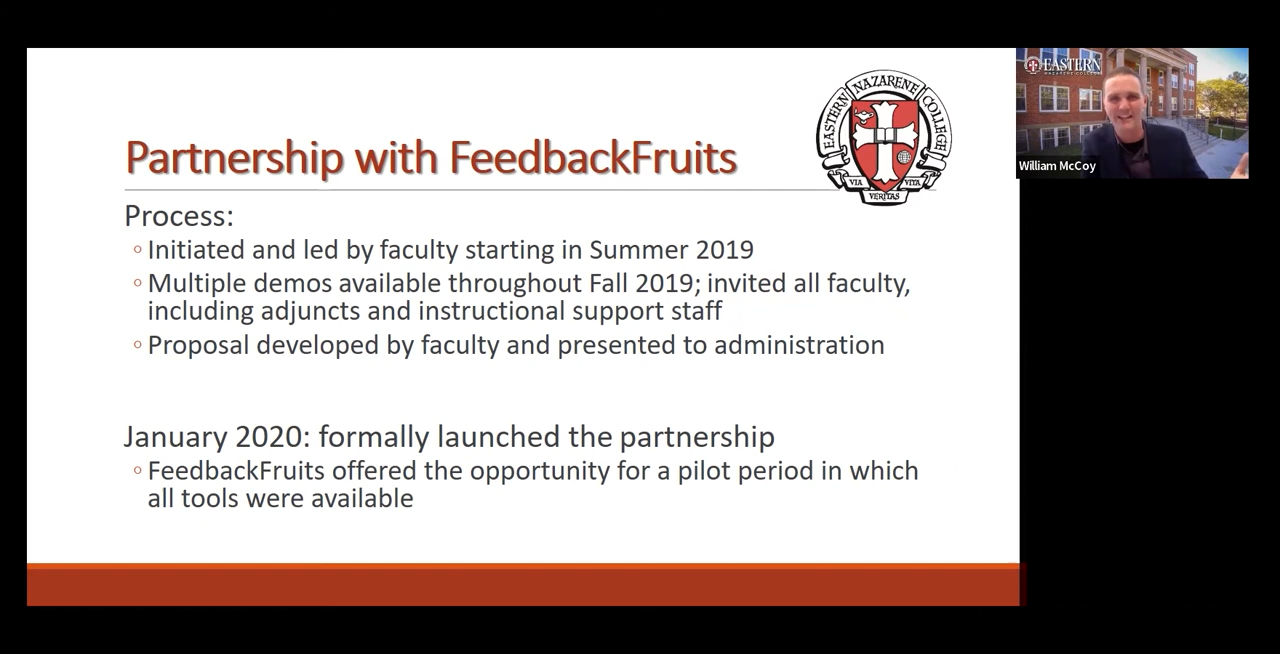 Partnership with FeedbackFruits
EASTERN NAZARENE COLLEGE
VIA VERITAS VITA
Process:
◦ Initiated and led by faculty starting in Summer 2019
◦ Multiple demos available throughout Fall 2019; invited all faculty,
including adjuncts and instructional support staff
◦ Proposal developed by faculty and presented to administration
January 2020: formally launched the partnership
◦ FeedbackFruits offered the opportunity for a pilot period in which
all tools were available
EASTERN
NAZARENE COLLEGE
William McCoy